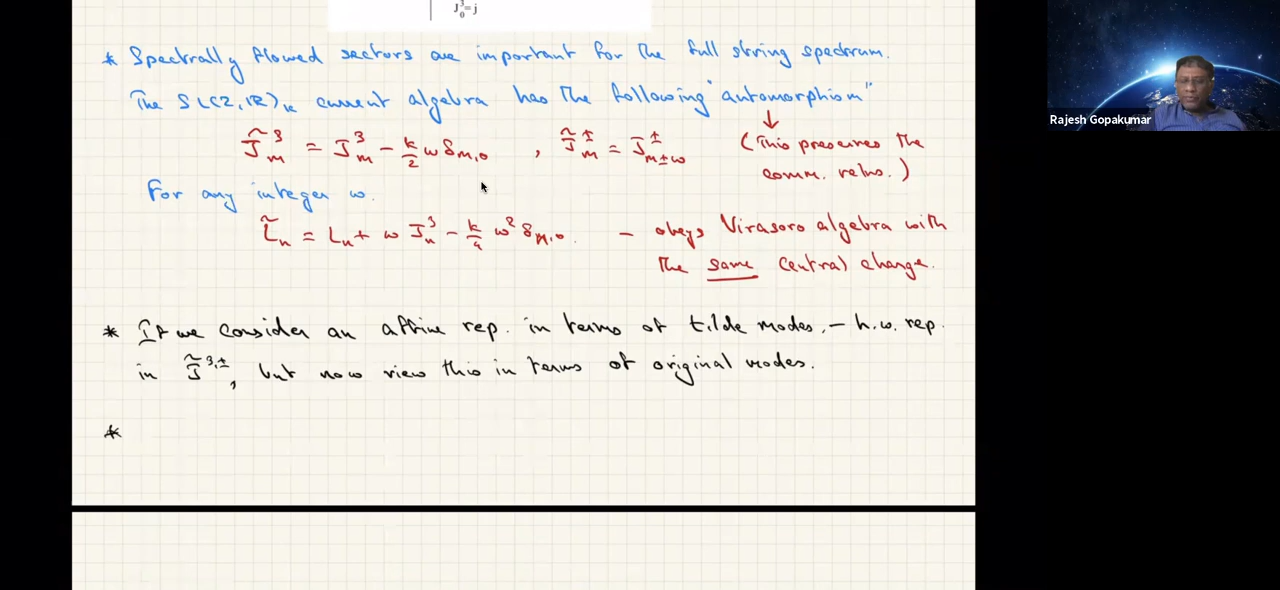 J³₀=j
* Spectrally flowed sectors are important for the full string spectrum.
The SL(2,ℝ)ₖ current algebra has the following "automorphism"
J̃³ₘ = J³ₘ - k/2 w δₘ,₀ , J̃±ₘ = J±ₘ±w
↓
(This preserves the
comm. relns.)
for any integer w.
L̃ₙ = Lₙ + w J³ₙ - k/4 w² δₘ,₀. - obeys Virasoro algebra with
the same central charge.
* If we consider an affine rep. in terms of tilde modes, - h.w. rep.
in J̃³,±, but now view this in terms of original modes.
*
Rajesh Gopakumar